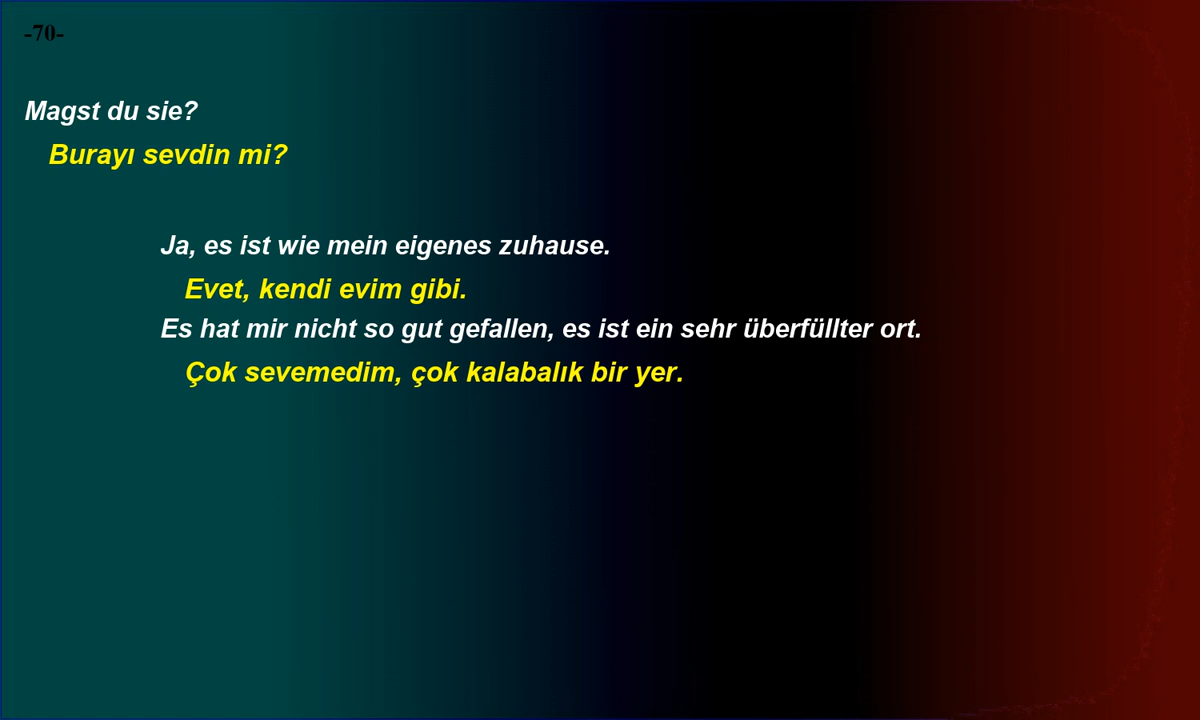 -70-
Magst du sie?
Burayı sevdin mi?
Ja, es ist wie mein eigenes zuhause.
Evet, kendi evim gibi.
Es hat mir nicht so gut gefallen, es ist ein sehr überfüllter ort.
Çok sevemedim, çok kalabalık bir yer.